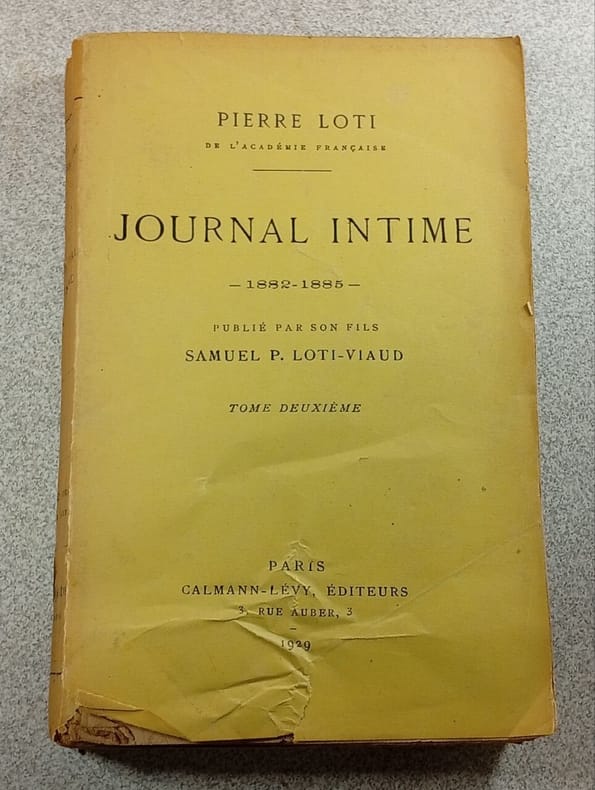 PIERRE LOTI
DE L'ACADÉMIE FRANÇAISE
JOURNAL INTIME
— 1882-1885 —
PUBLIÉ PAR SON FILS
SAMUEL P. LOTI-VIAUD
TOME DEUXIÈME
PARIS
CALMANN-LÉVY, ÉDITEURS
3, RUE AUBER, 3
1929